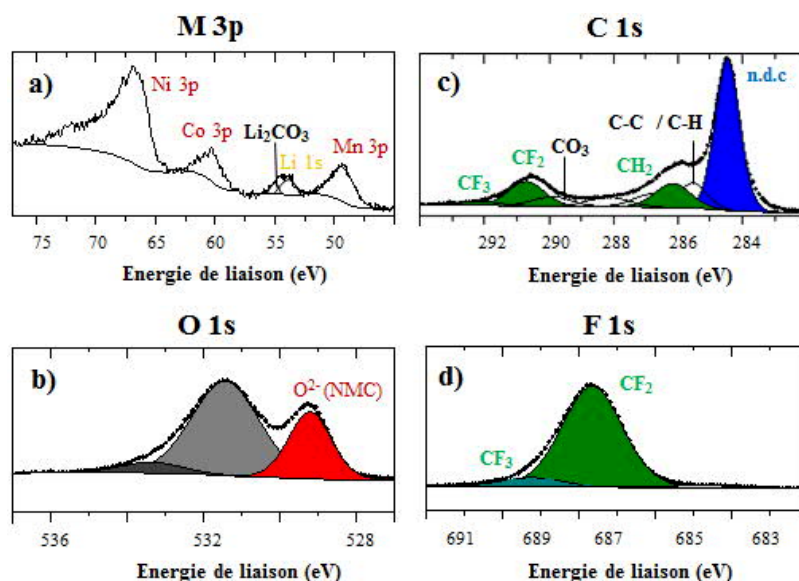 M 3p
a)
Ni 3p
Co 3p
Li₂CO₃
Li 1s
Mn 3p
75 70 65 60 55 50
Energie de liaison (eV)
C 1s
c)
n.d.c
C-C / C-H
CO₃
CF₂
CH₂
CF₃
292 290 288 286 284
Energie de liaison (eV)
O 1s
b)
O²⁻ (NMC)
536 532 528
Energie de liaison (eV)
F 1s
d)
CF₂
CF₃
691 689 687 685 683
Energie de liaison (eV)